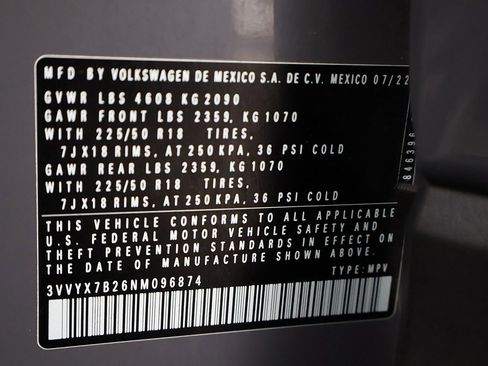 MFD BY VOLKSWAGEN DE MEXICO S.A. DE C.V. MEXICO 07/22
GVWR LBS 4608 KG 2090
GAWR FRONT LBS 2359, KG 1070
WITH 225/50 R18 TIRES,
7JX18 RIMS, AT 250 KPA, 36 PSI COLD
GAWR REAR LBS 2359, KG 1070
WITH 225/50 R18 TIRES,
7JX18 RIMS, AT 250 KPA, 36 PSI COLD
THIS VEHICLE CONFORMS TO ALL APPLICABLE
U.S. FEDERAL MOTOR VEHICLE SAFETY AND
THEFT PREVENTION STANDARDS IN EFFECT ON
THE DATE OF MANUFACTURE SHOWN ABOVE
3VVYX7B26NM096874 TYPE: MPV
846396